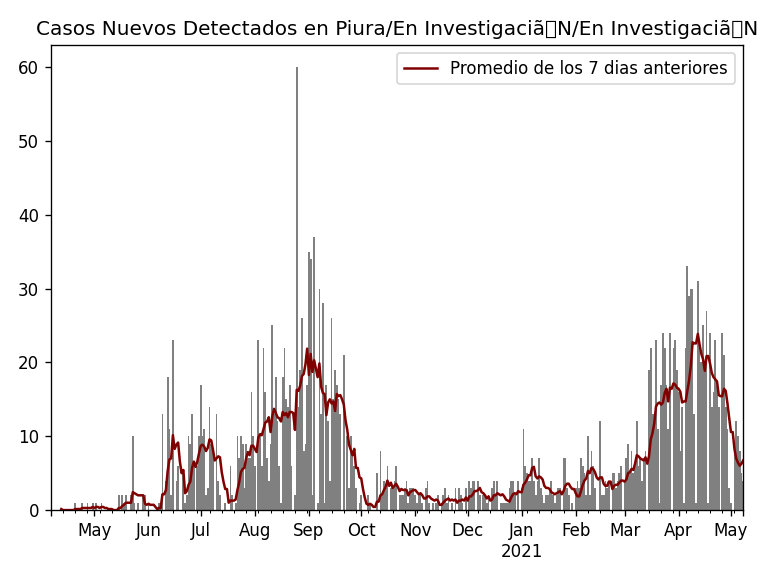 Casos Nuevos Detectados en Piura/En Investigaciã▯N/En Investigaciã▯N
Promedio de los 7 dias anteriores
60
50
40
30
20
10
0
May Jun Jul Aug Sep Oct Nov Dec Jan Feb Mar Apr May
2021